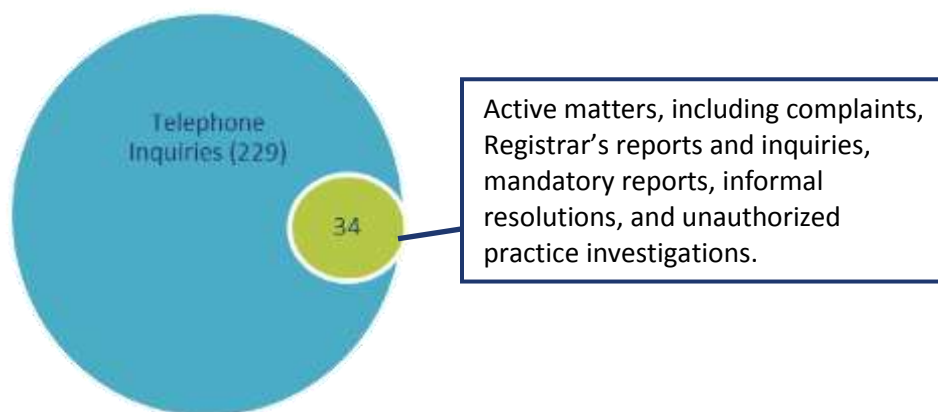 Telephone
Inquiries (229)
34
Active matters, including complaints,
Registrar’s reports and inquiries,
mandatory reports, informal
resolutions, and unauthorized
practice investigations.